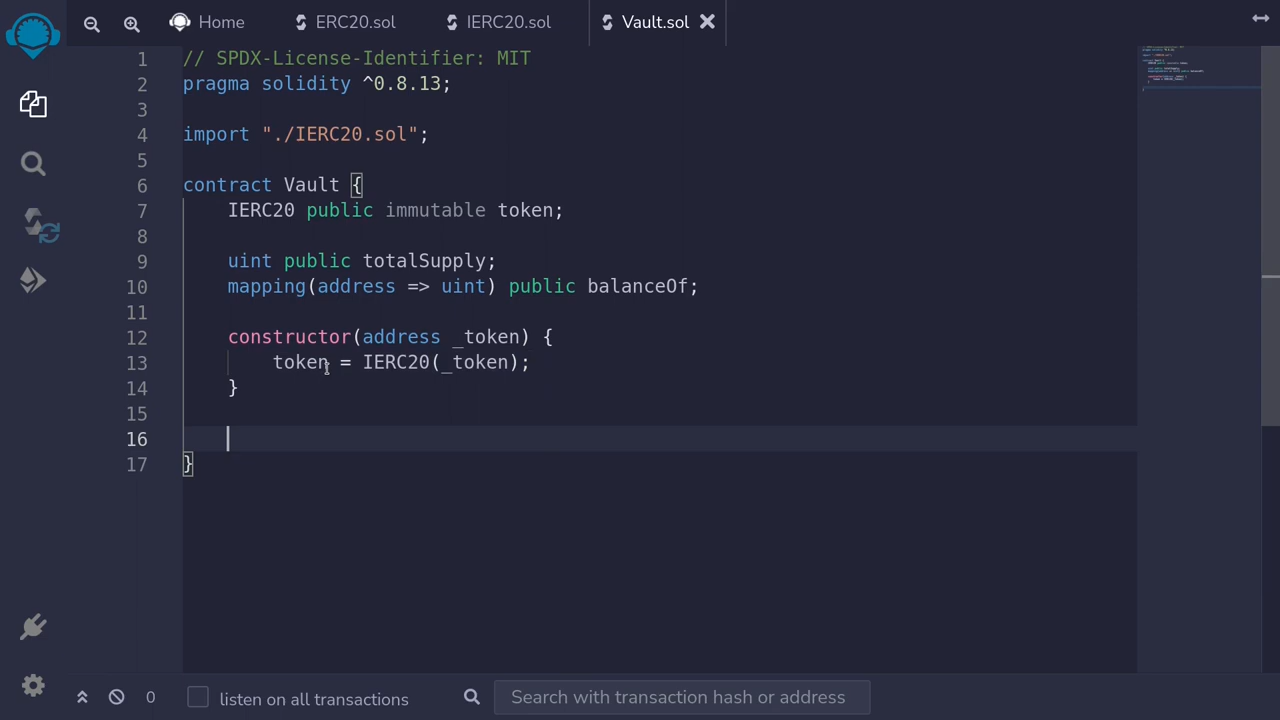 Home ERC20.sol IERC20.sol Vault.sol
1 // SPDX-License-Identifier: MIT
2 pragma solidity ^0.8.13;
3
4 import "./IERC20.sol";
5
6 contract Vault {
7 IERC20 public immutable token;
8
9 uint public totalSupply;
10 mapping(address => uint) public balanceOf;
11
12 constructor(address _token) {
13 token = IERC20(_token);
14 }
15
16
17 }
0 listen on all transactions Search with transaction hash or address